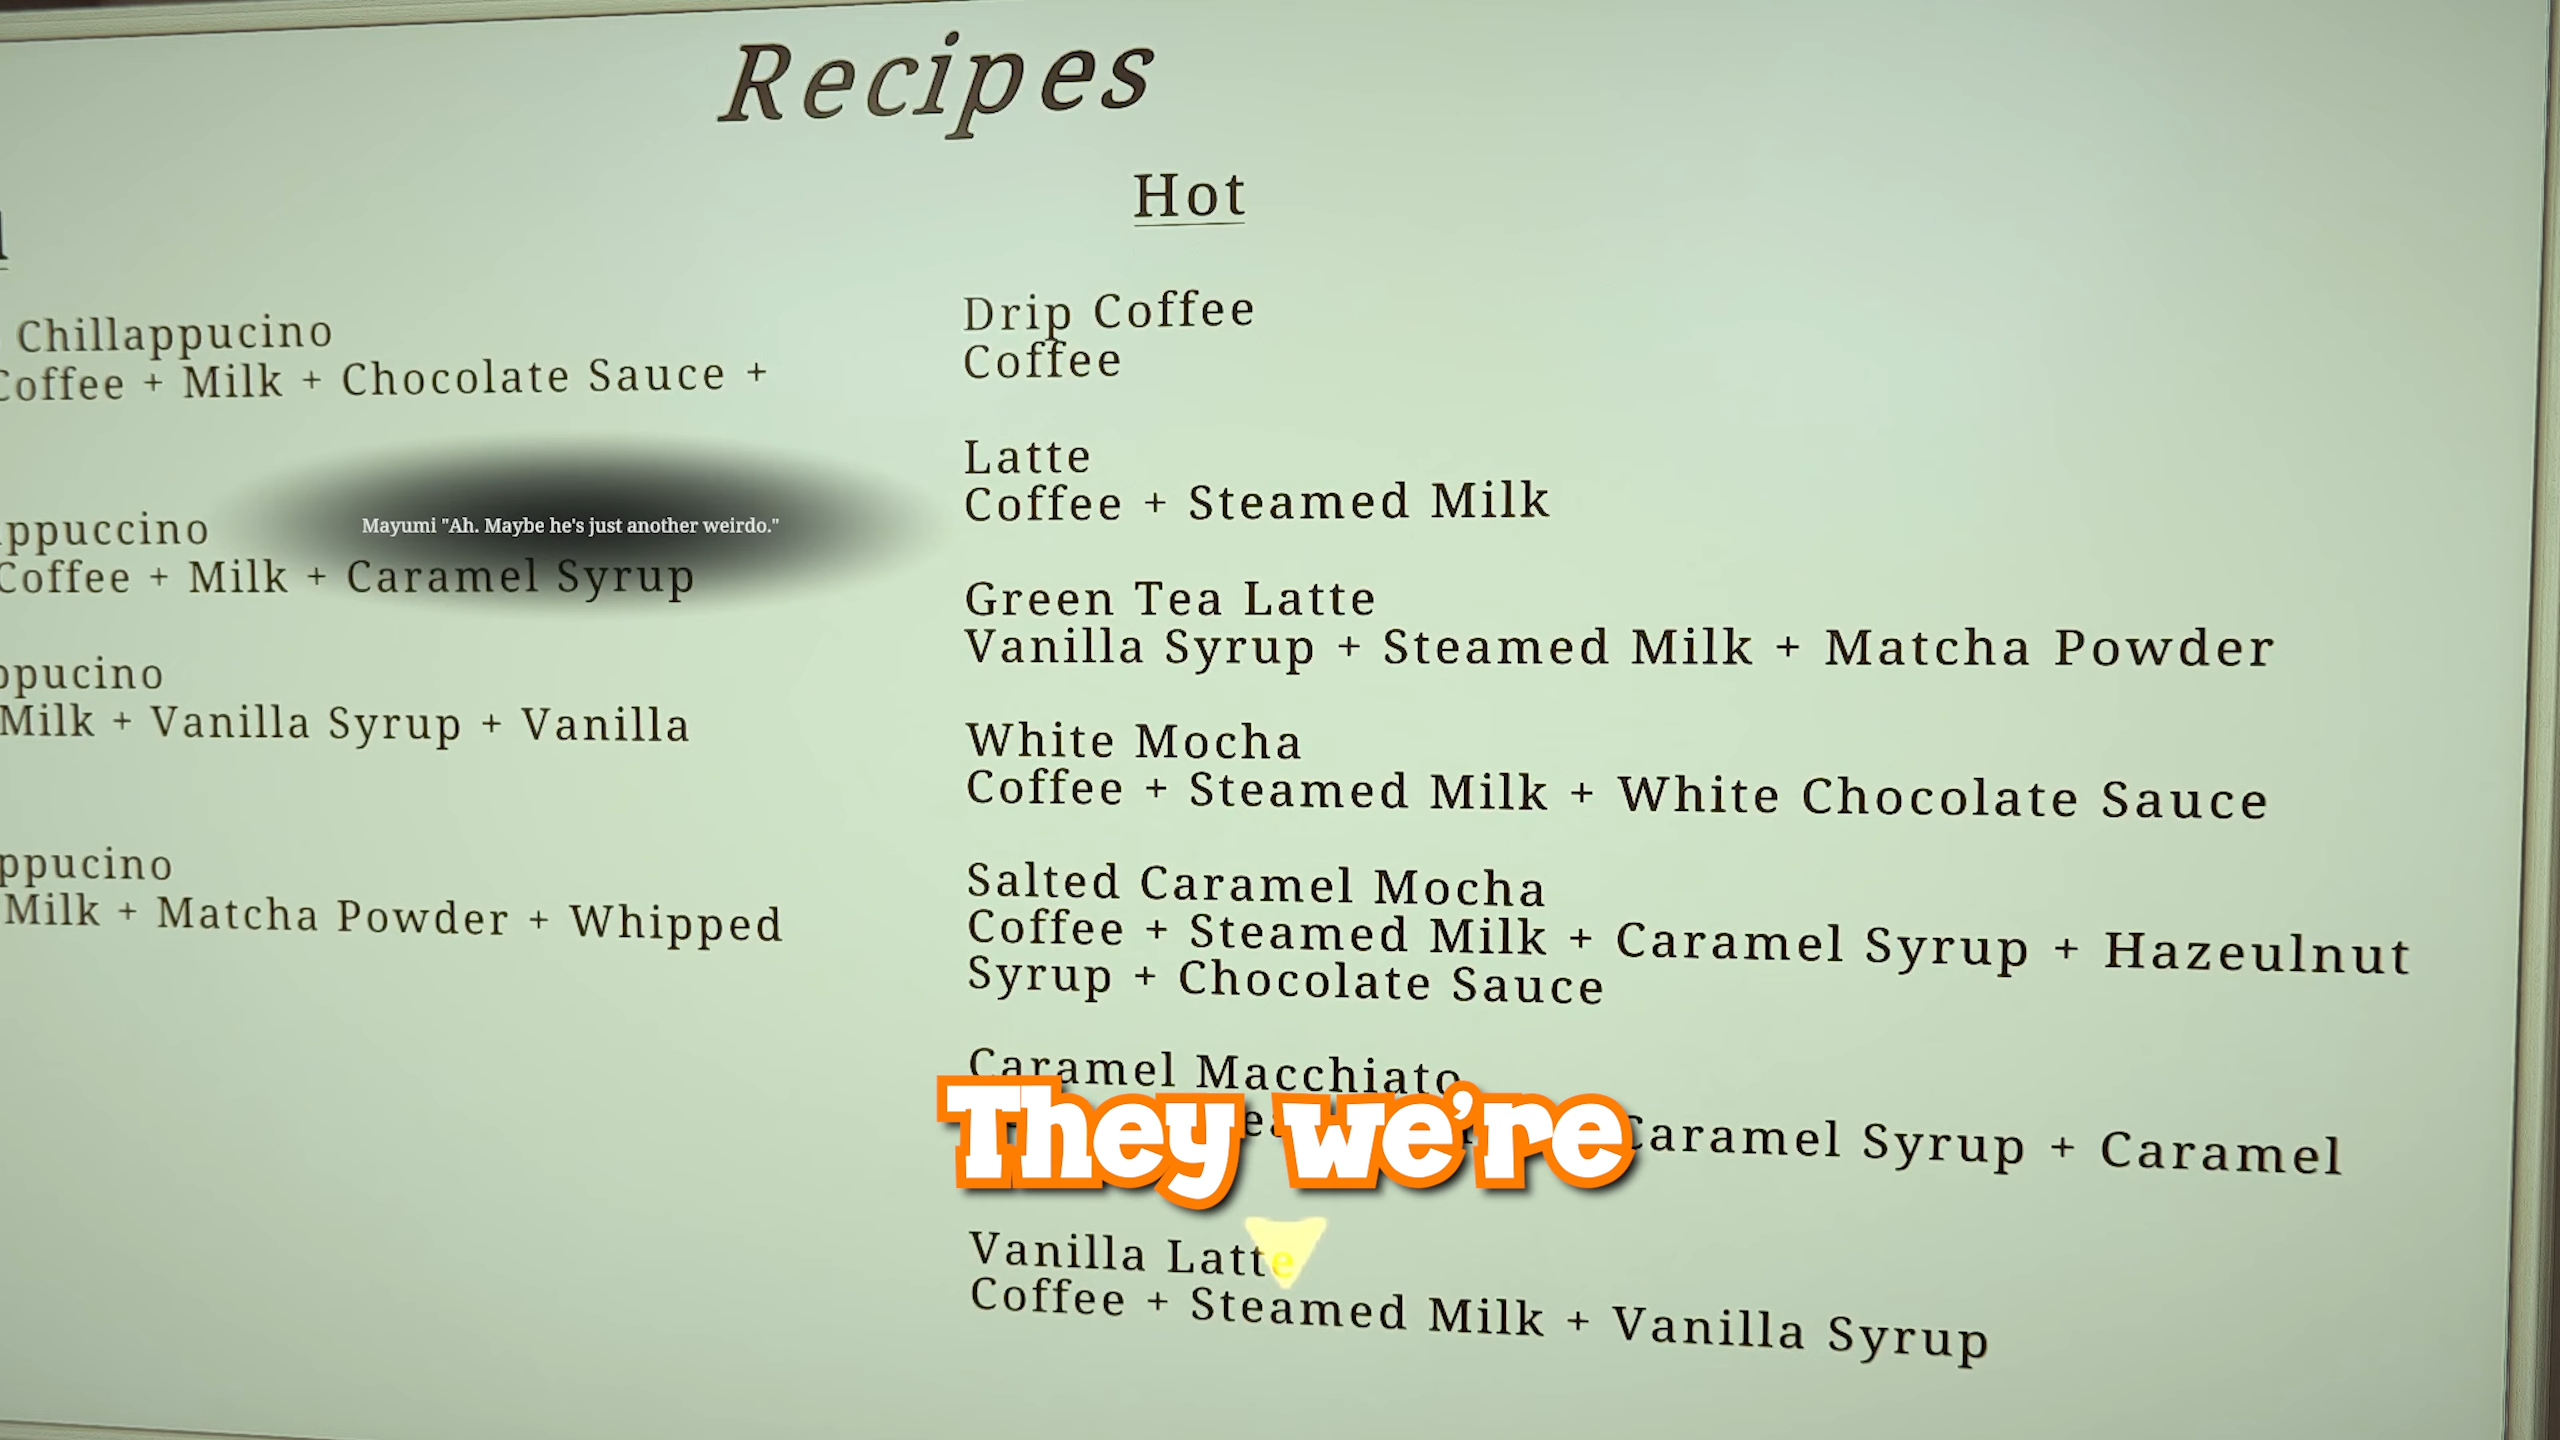 Recipes
Chillappucino
Coffee + Milk + Chocolate Sauce +
Mayumi "Ah. Maybe he's just another weirdo."
Coffee + Milk + Caramel Syrup
Milk + Vanilla Syrup + Vanilla
Milk + Matcha Powder + Whipped
Hot
Drip Coffee
Coffee
Latte
Coffee + Steamed Milk
Green Tea Latte
Vanilla Syrup + Steamed Milk + Matcha Powder
White Mocha
Coffee + Steamed Milk + White Chocolate Sauce
Salted Caramel Mocha
Coffee + Steamed Milk + Caramel Syrup + Hazeulnut
Syrup + Chocolate Sauce
Caramel Macchiato
Caramel Syrup + Caramel
They we're
Vanilla Latte
Coffee + Steamed Milk + Vanilla Syrup